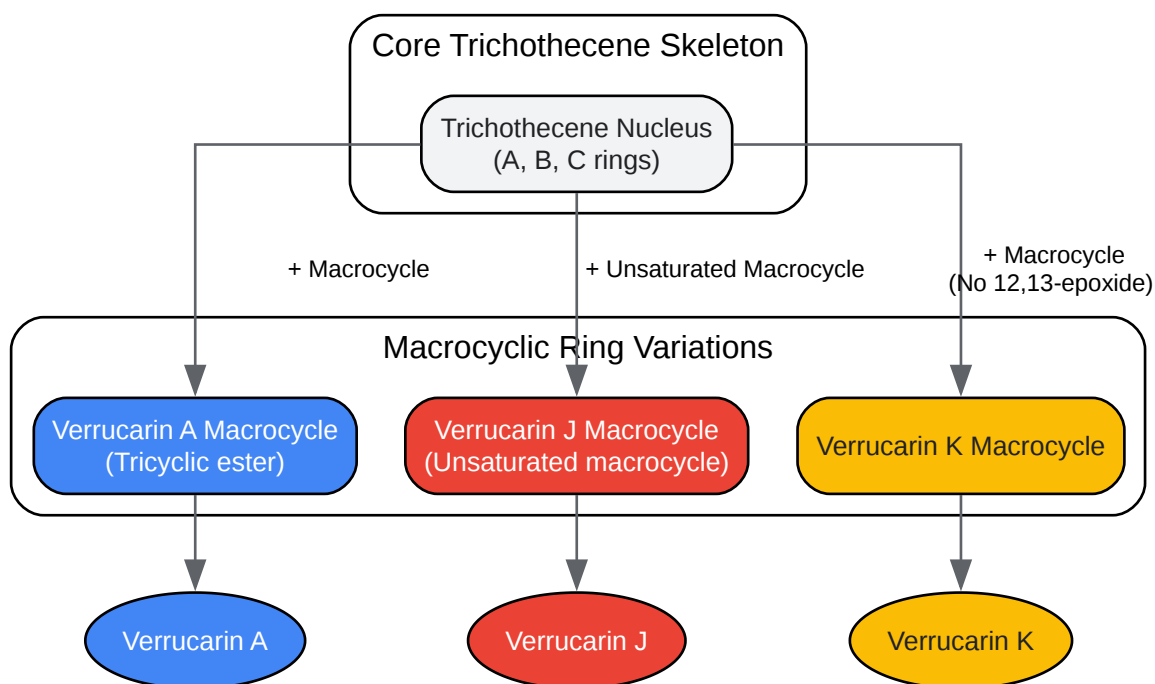 Core Trichothecene Skeleton
Trichothecene Nucleus
(A, B, C rings)
+ Macrocycle
+ Unsaturated Macrocycle
+ Macrocycle
(No 12,13-epoxide)
Macrocyclic Ring Variations
Verrucarin A Macrocycle
(Tricyclic ester)
Verrucarin J Macrocycle
(Unsaturated macrocycle)
Verrucarin K Macrocycle
Verrucarin A
Verrucarin J
Verrucarin K